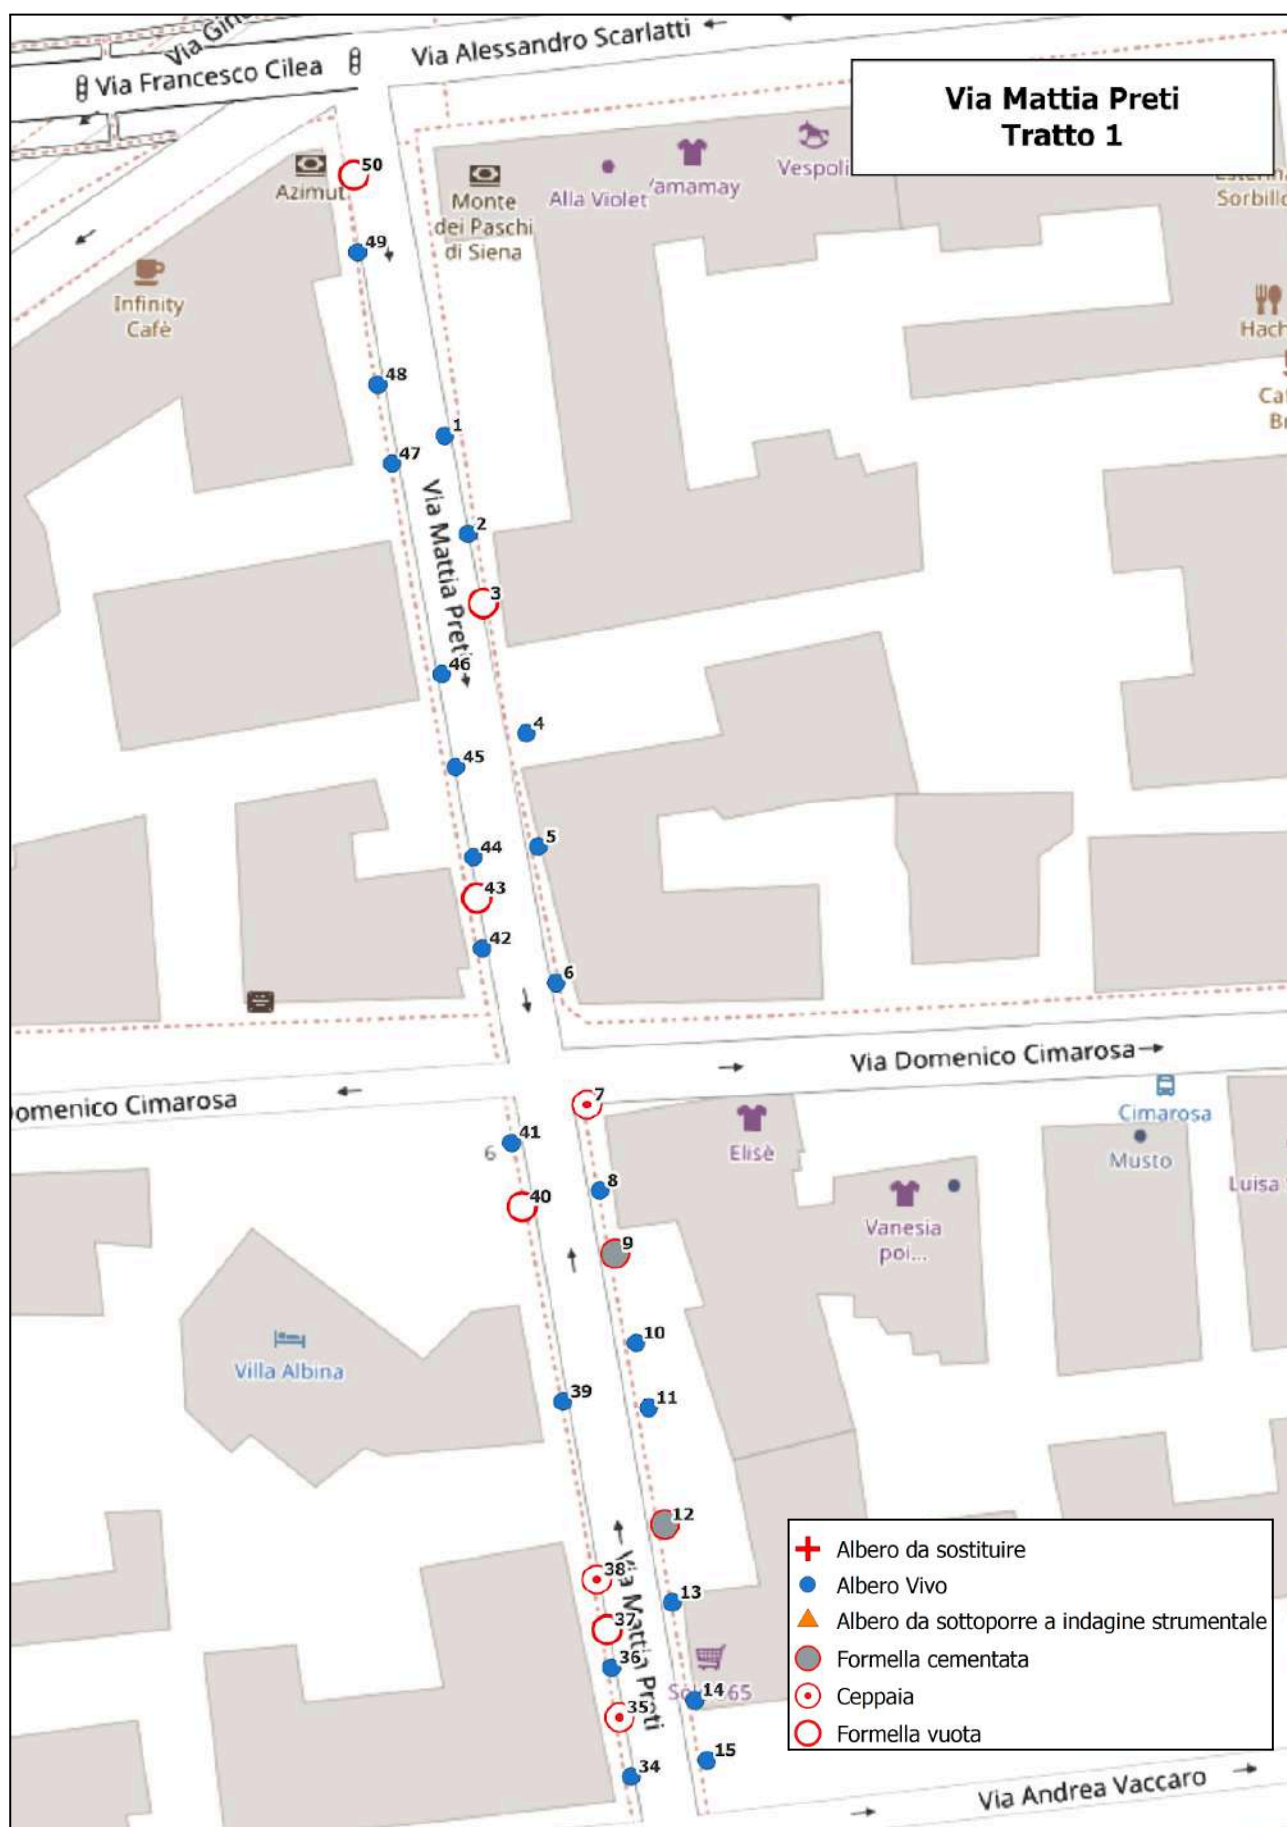 Via Alessandro Scarlatti
Via Francesco Cilea
Via Mattia Preti
Tratto 1
50
Azimut
Monte
dei Paschi
di Siena
Alla Violet
Yamamay
Vespoli
Sorbillo
49
Infinity
Cafè
48
1
47
Via Mattia Preti
2
3
46
4
45
5
44
43
42
6
Via Domenico Cimarosa
Domenico Cimarosa
7
Cimarosa
41
6
Elisè
Musto
8
40
Luisa
Vanesia
poi...
9
10
Villa Albina
39
11
12
38
Via Mattia Preti
13
37
36
14
35
15
34
Via Andrea Vaccaro
Albero da sostituire
Albero Vivo
Albero da sottoporre a indagine strumentale
Formella cementata
Ceppaia
Formella vuota